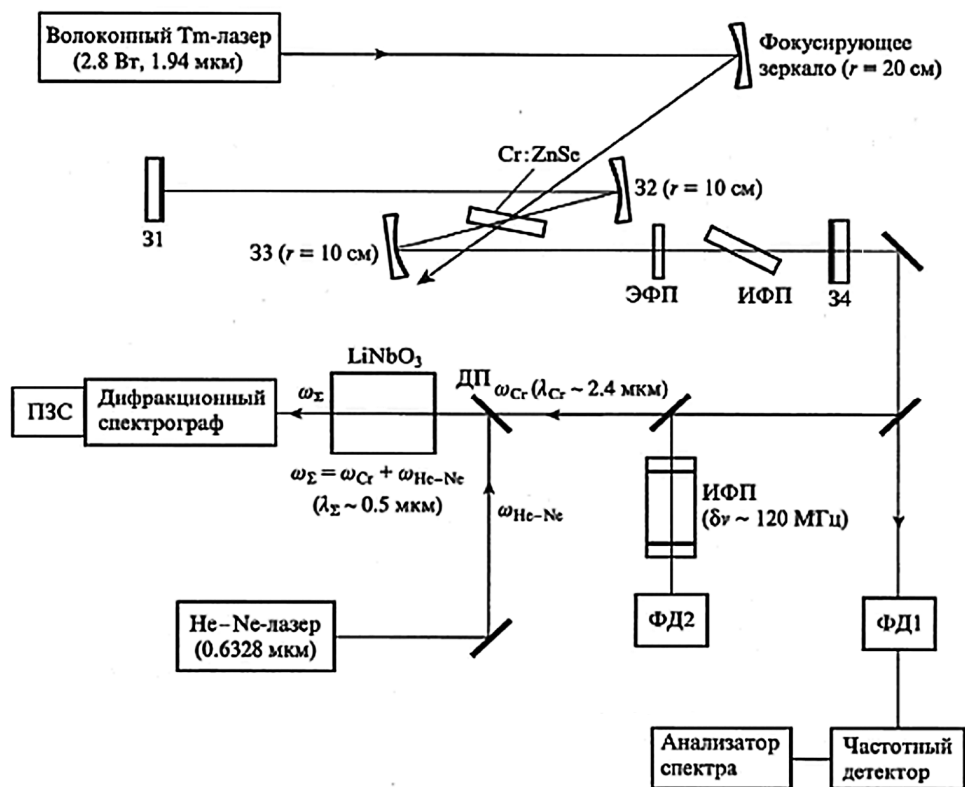 Волоконный Tm-лазер
(2.8 Вт, 1.94 мкм)
Фокусирующее
зеркало (r = 20 см)
Cr:ZnSe
З2 (r = 10 см)
З1
З3 (r = 10 см)
ЭФП
ИФП
З4
LiNbO₃
ДП
ω_Cr (λ_Cr ~ 2.4 мкм)
ПЗС
Дифракционный
спектрограф
ω_Σ
ω_Σ = ω_Cr + ω_He–Ne
(λ_Σ ~ 0.5 мкм)
ω_He–Ne
ИФП
(δν ~ 120 МГц)
He–Ne-лазер
(0.6328 мкм)
ФД2
ФД1
Анализатор
спектра
Частотный
детектор